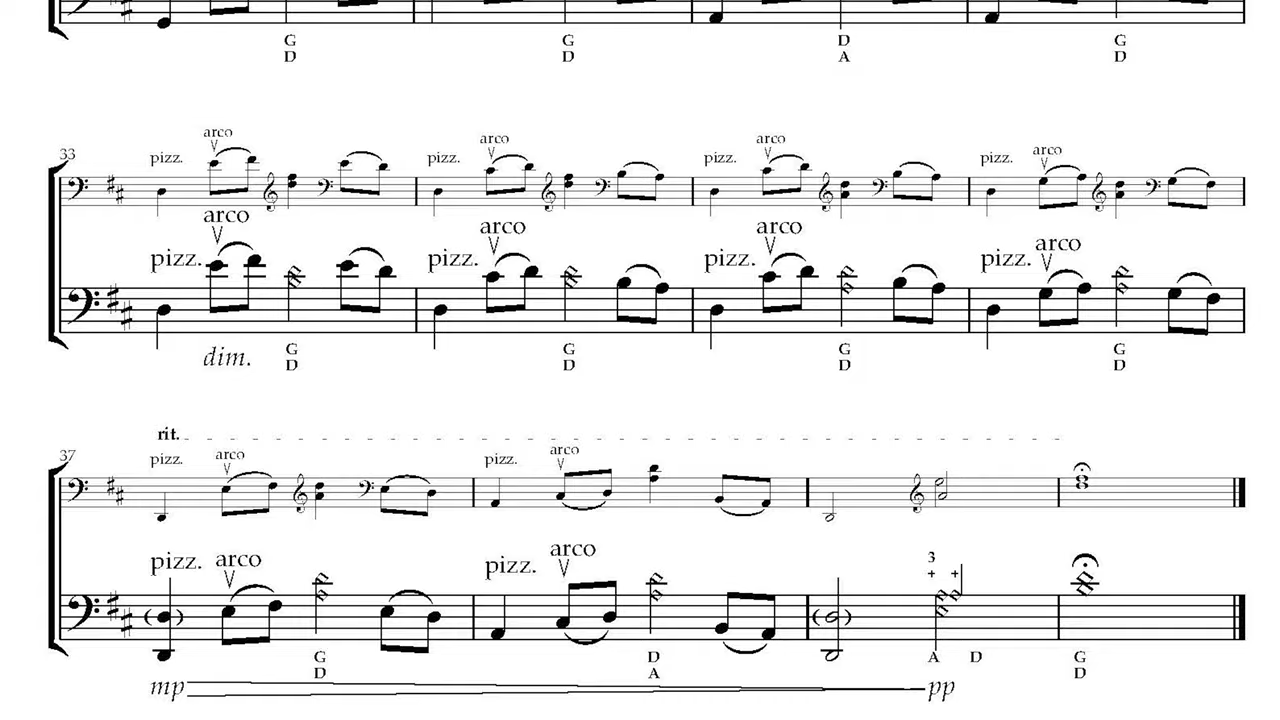 G G D G
D D A D
arco arco arco arco
33 pizz. pizz. pizz. pizz.
arco arco arco arco
pizz. pizz. pizz. pizz.
dim. G G G G
D D D D
rit.
37 pizz. arco pizz. arco
pizz. arco pizz. arco
3
+ +
G D A D G
D A D
mp pp